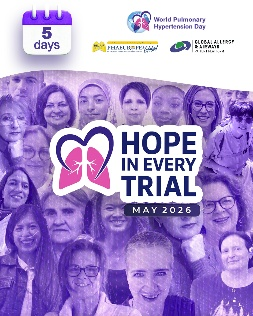 5
days
World Pulmonary
Hypertension Day
GLOBAL ALLERGY
& AIRWAYS
HOPE
IN EVERY
TRIAL
MAY 2026